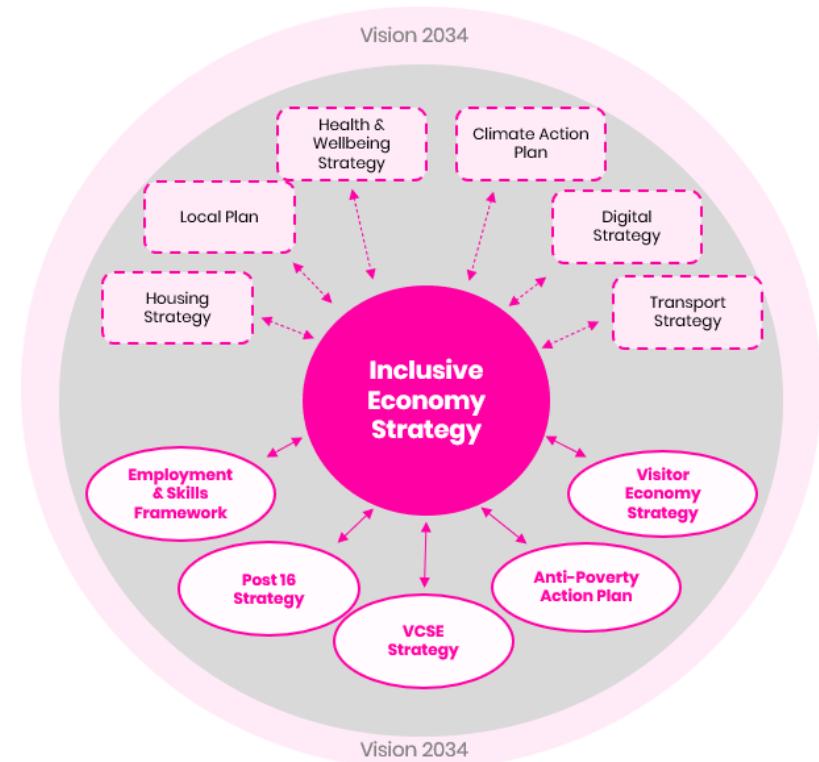 Vision 2034
Health &
Wellbeing
Strategy
Climate Action
Plan
Local Plan
Digital
Strategy
Housing
Strategy
Transport
Strategy
Inclusive
Economy
Strategy
Employment
& Skills
Framework
Visitor
Economy
Strategy
Post 16
Strategy
Anti-Poverty
Action Plan
VCSE
Strategy
Vision 2034